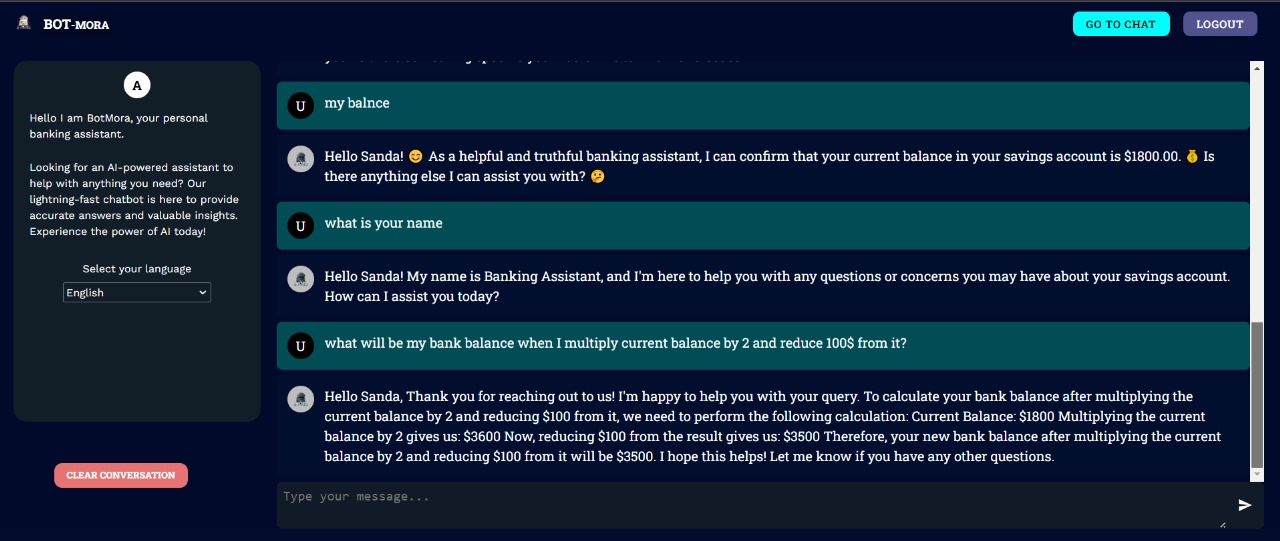 BOT-MORA
GO TO CHAT
LOGOUT
A
Hello I am BotMora, your personal
banking assistant.
Looking for an AI-powered assistant to
help with anything you need? Our
lightning-fast chatbot is here to provide
accurate answers and valuable insights.
Experience the power of AI today!
Select your language
English
CLEAR CONVERSATION
U
my balnce
Hello Sanda! 😊 As a helpful and truthful banking assistant, I can confirm that your current balance in your savings account is $1800.00. 💰 Is
there anything else I can assist you with? 🤔
U
what is your name
Hello Sanda! My name is Banking Assistant, and I'm here to help you with any questions or concerns you may have about your savings account.
How can I assist you today?
U
what will be my bank balance when I multiply current balance by 2 and reduce 100$ from it?
Hello Sanda, Thank you for reaching out to us! I'm happy to help you with your query. To calculate your bank balance after multiplying the
current balance by 2 and reducing $100 from it, we need to perform the following calculation: Current Balance: $1800 Multiplying the current
balance by 2 gives us: $3600 Now, reducing $100 from the result gives us: $3500 Therefore, your new bank balance after multiplying the current
balance by 2 and reducing $100 from it will be $3500. I hope this helps! Let me know if you have any other questions.
Type your message...